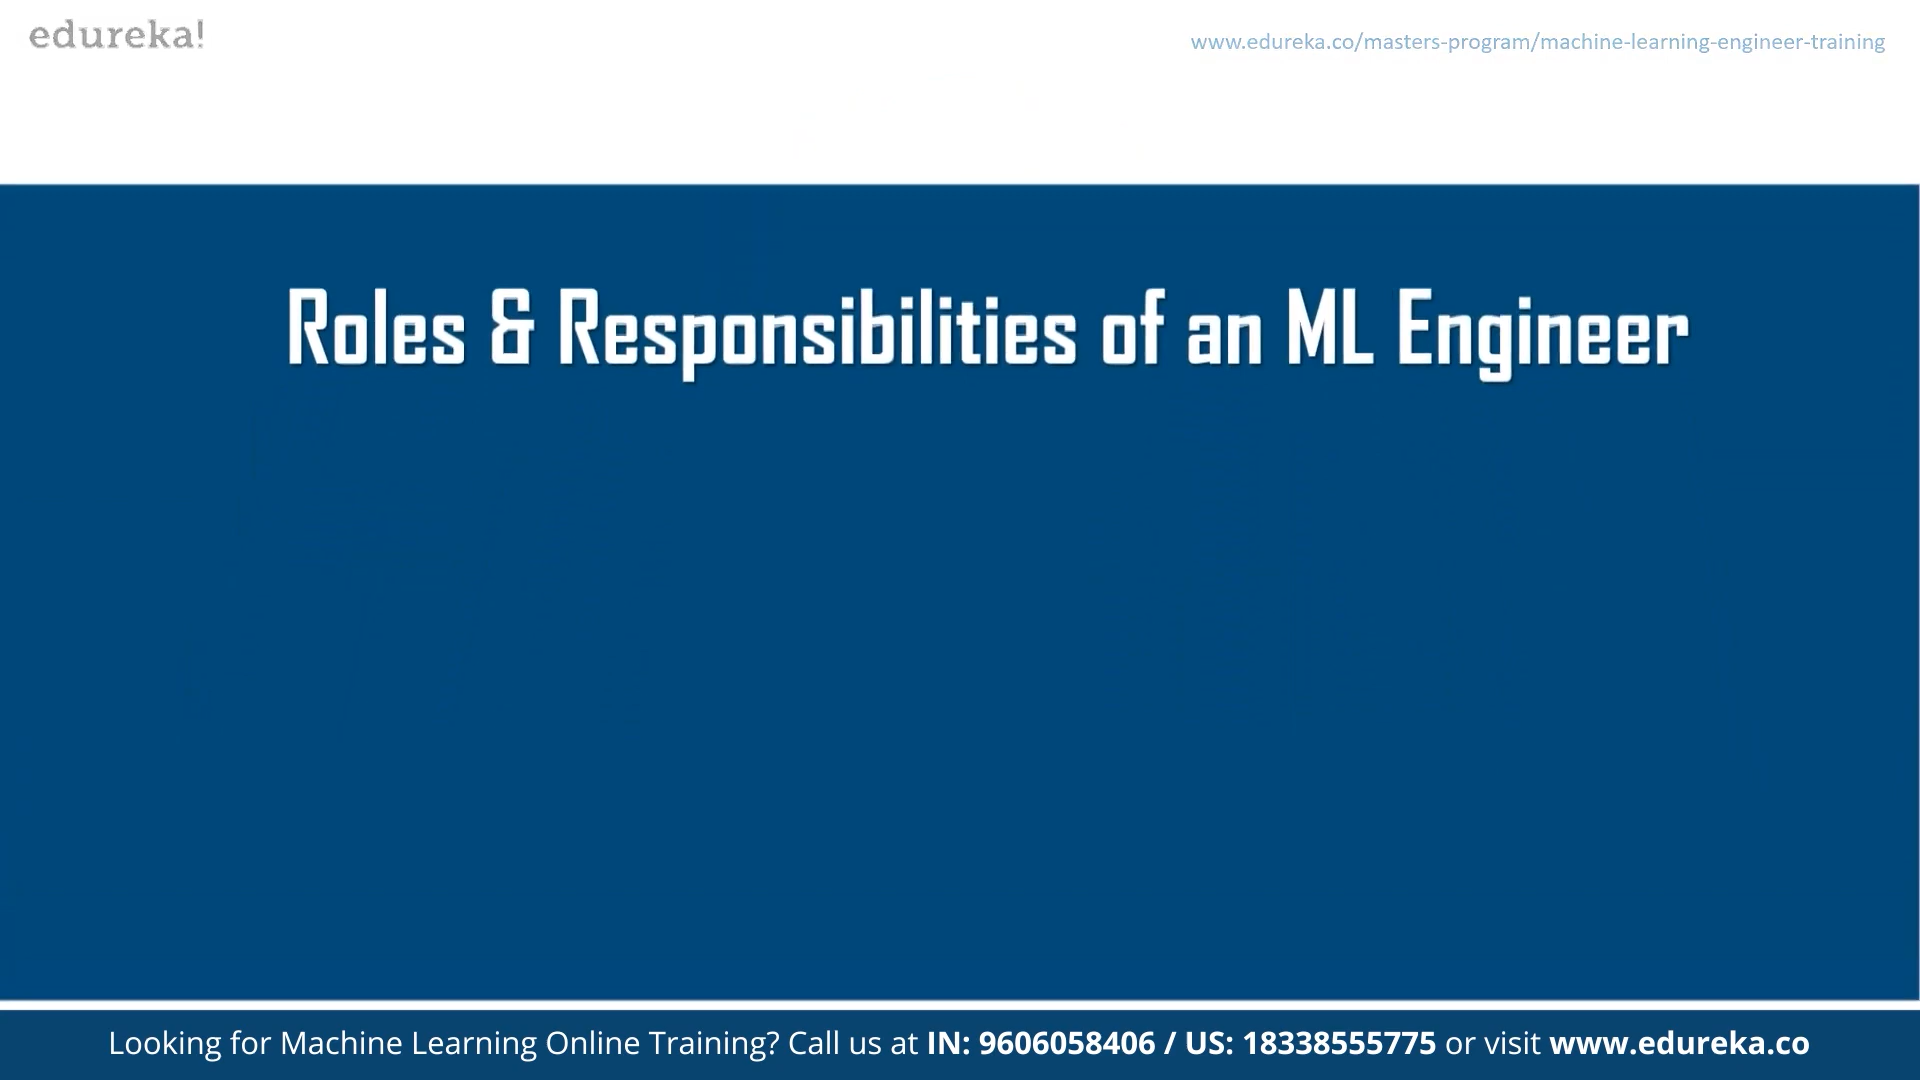 edureka!
www.edureka.co/masters-program/machine-learning-engineer-training
Roles & Responsibilities of an ML Engineer
Looking for Machine Learning Online Training? Call us at IN: 9606058406 / US: 18338555775 or visit www.edureka.co